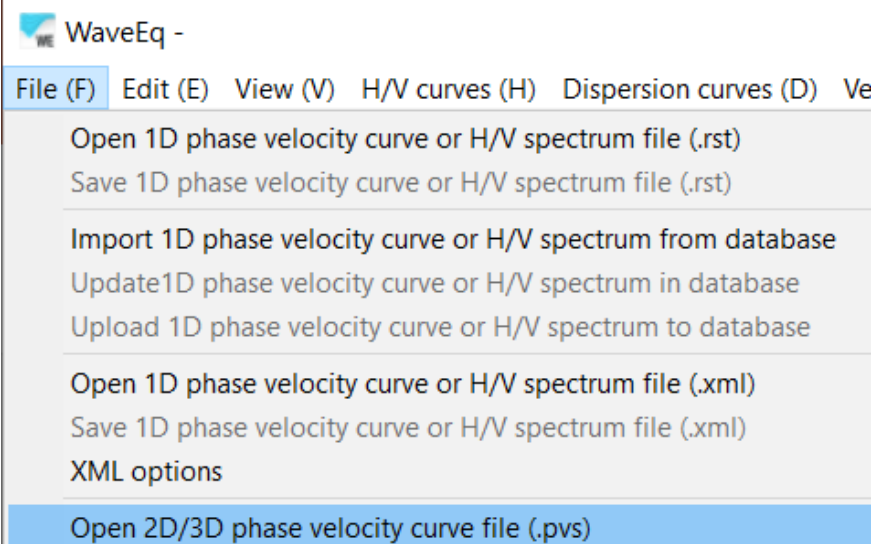 WE WaveEq -
File (F) Edit (E) View (V) H/V curves (H) Dispersion curves (D) Ve
Open 1D phase velocity curve or H/V spectrum file (.rst)
Save 1D phase velocity curve or H/V spectrum file (.rst)
Import 1D phase velocity curve or H/V spectrum from database
Update1D phase velocity curve or H/V spectrum in database
Upload 1D phase velocity curve or H/V spectrum to database
Open 1D phase velocity curve or H/V spectrum file (.xml)
Save 1D phase velocity curve or H/V spectrum file (.xml)
XML options
Open 2D/3D phase velocity curve file (.pvs)